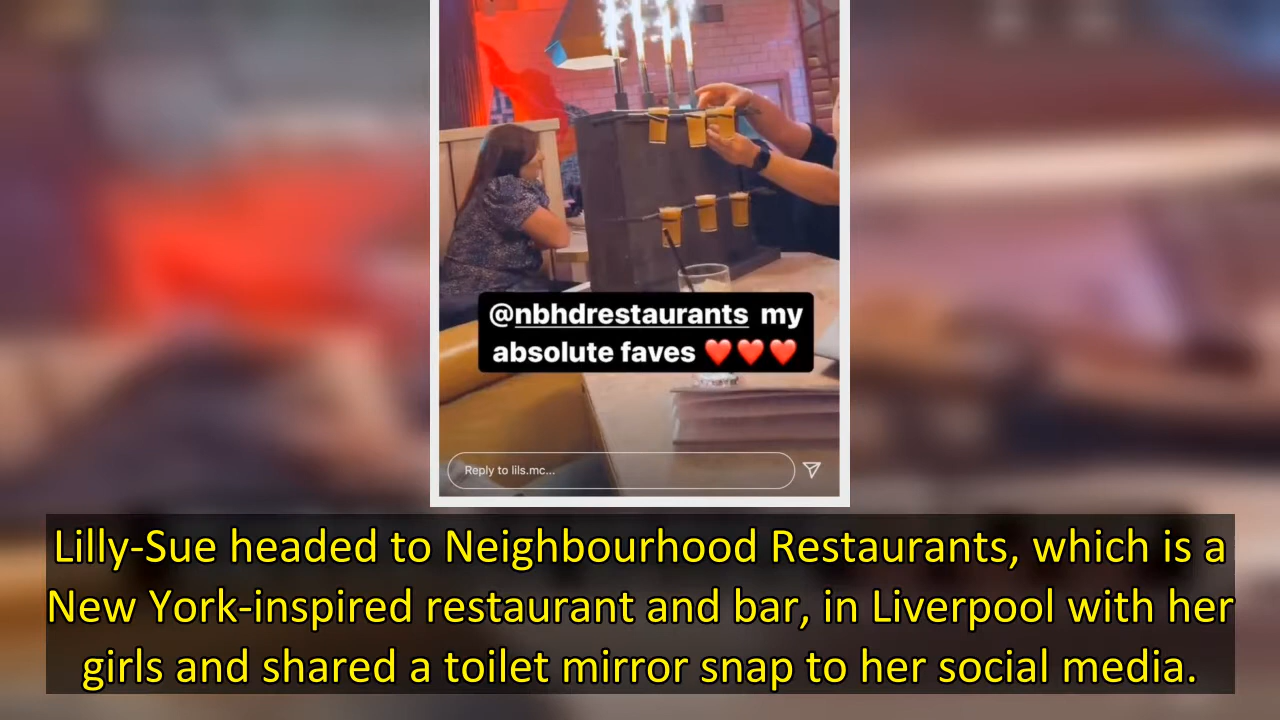 @nbhdrestaurants my
absolute faves ❤️❤️❤️
Reply to lils.mc...
Lilly-Sue headed to Neighbourhood Restaurants, which is a
New York-inspired restaurant and bar, in Liverpool with her
girls and shared a toilet mirror snap to her social media.